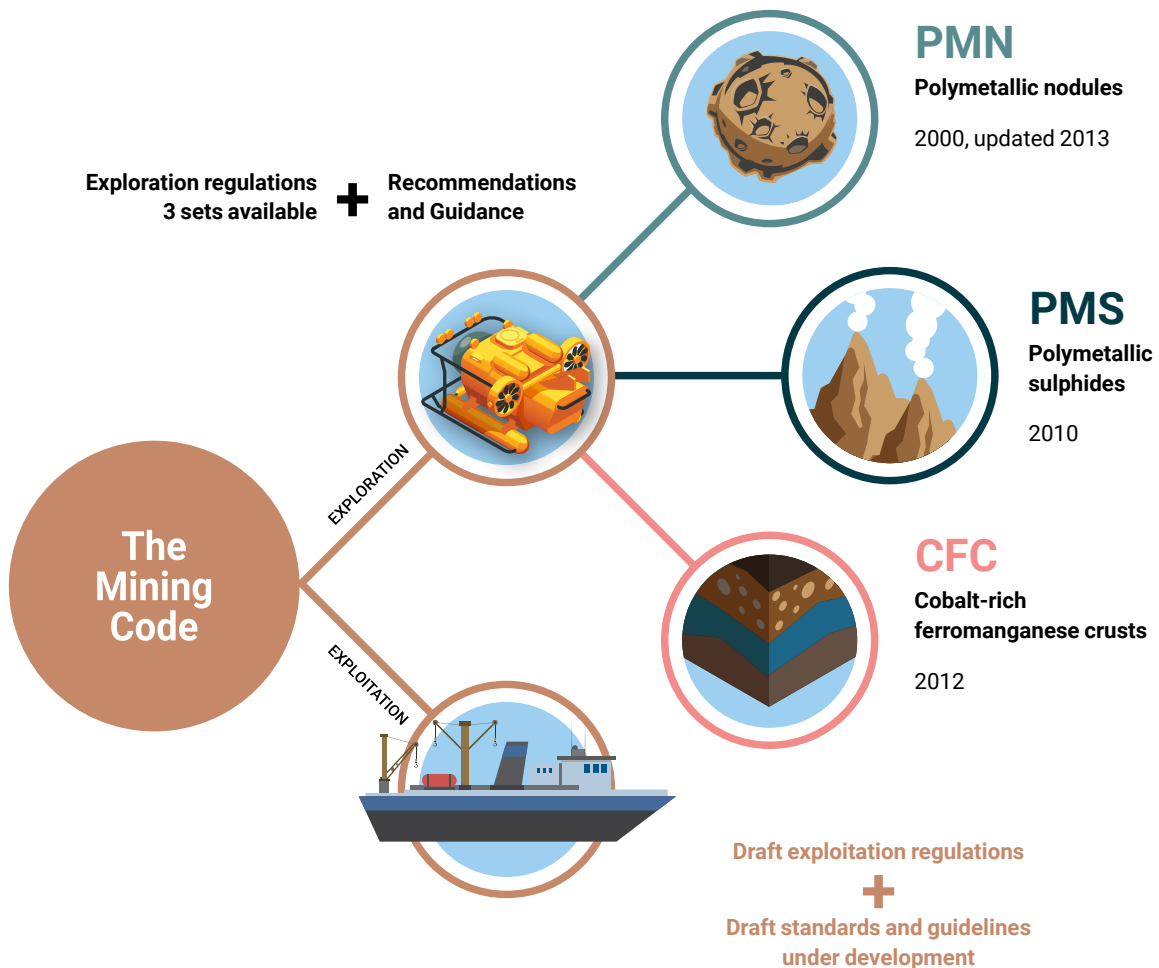 PMN
Polymetallic nodules
2000, updated 2013
Exploration regulations
3 sets available
+
Recommendations
and Guidance
PMS
Polymetallic
sulphides
2010
EXPLORATION
The
Mining
Code
EXPLOITATION
CFC
Cobalt-rich
ferromanganese crusts
2012
Draft exploitation regulations
+
Draft standards and guidelines
under development